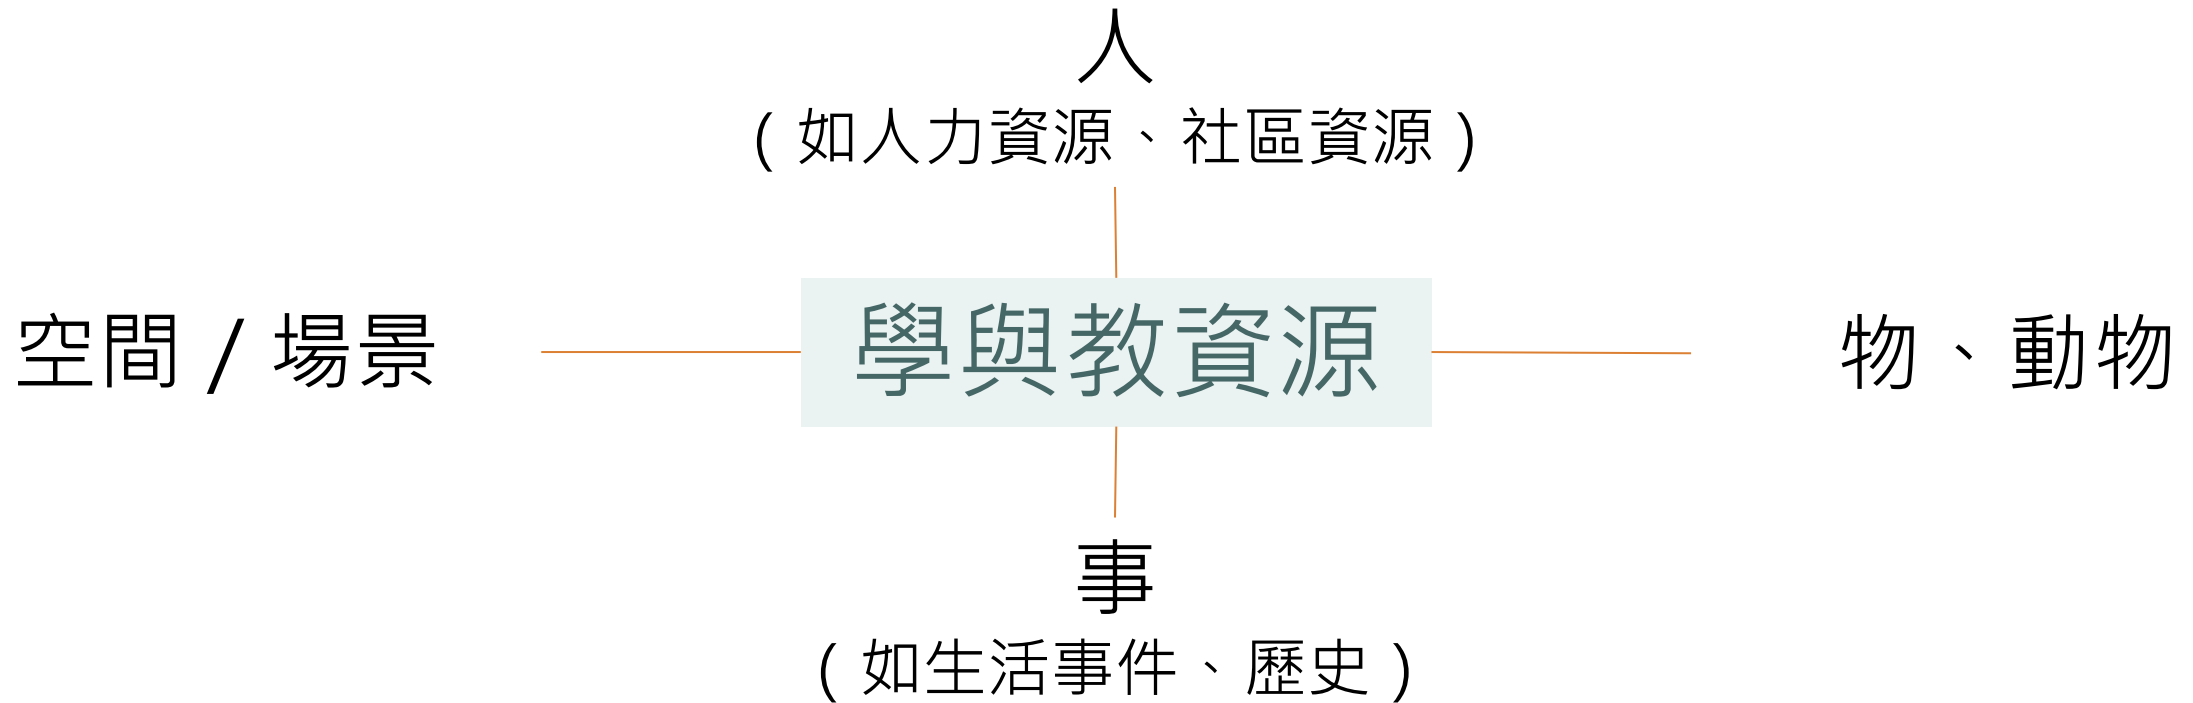 人
( 如人力資源、社區資源 )
空間 / 場景
學與教資源
物、動物
事
( 如生活事件、歷史 )